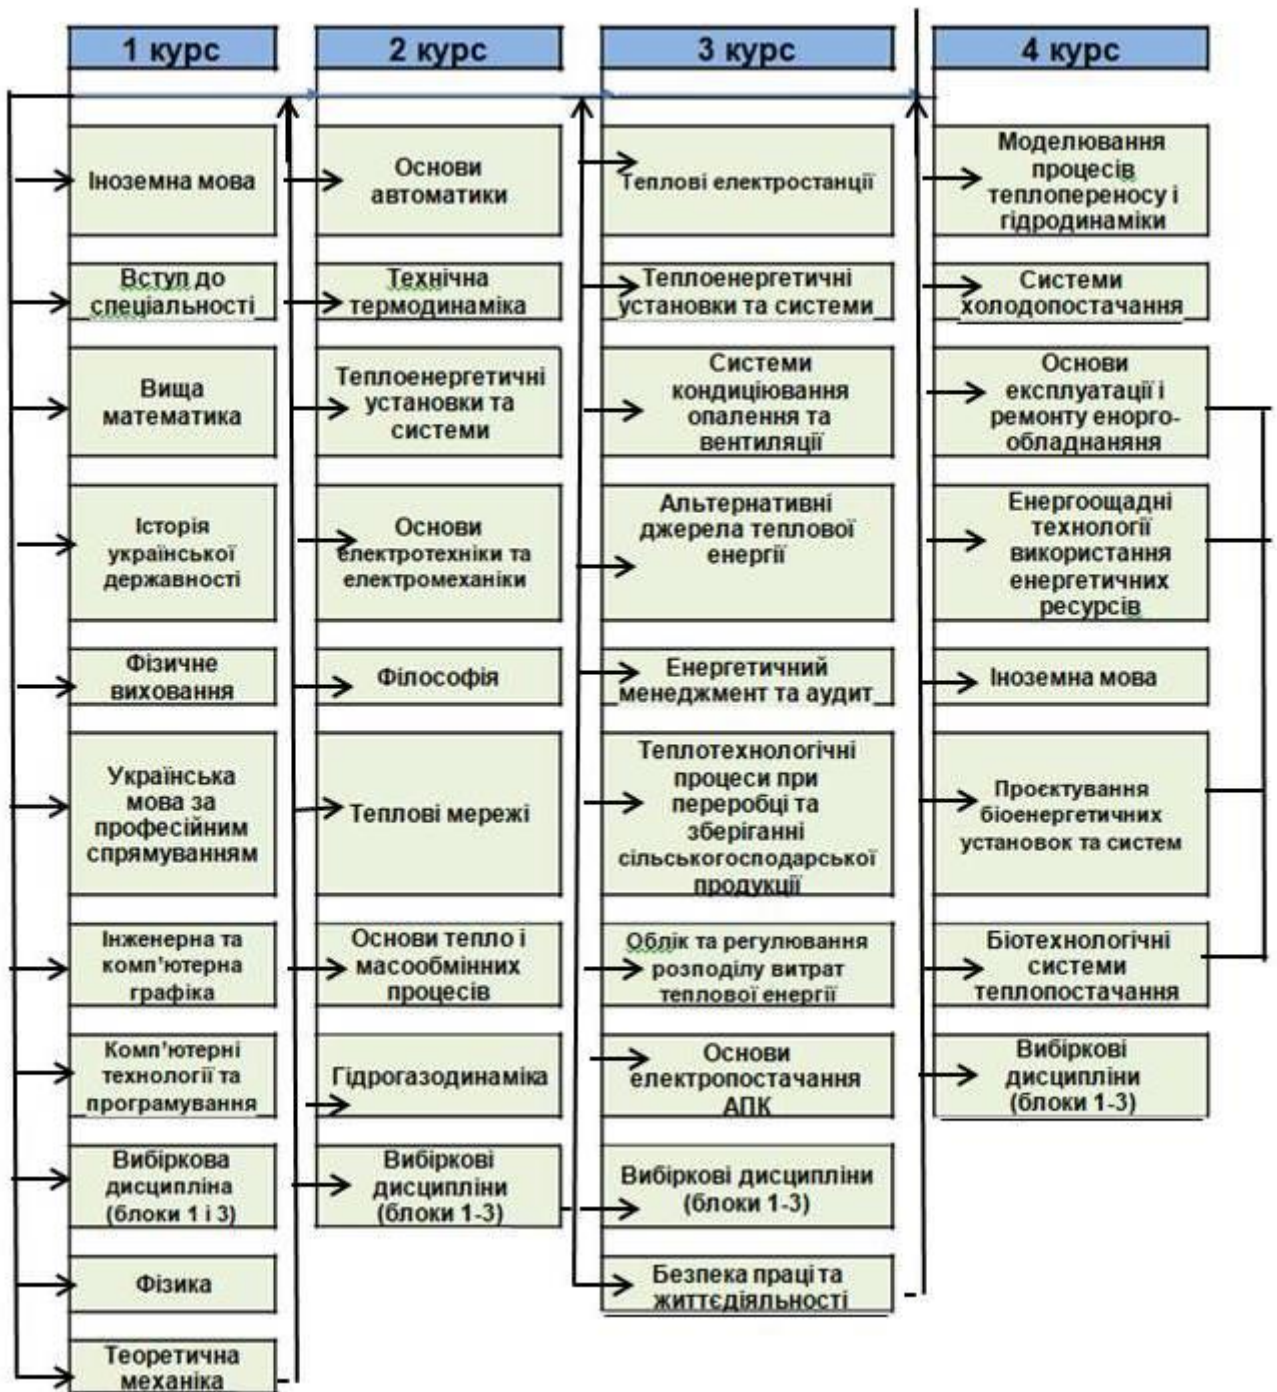 1 курс
Іноземна мова
Вступ до
спеціальності
Вища
математика
Історія
української
державності
Фізичне
виховання
Українська
мова за
професійним
спрямуванням
Інженерна та
комп’ютерна
графіка
Комп’ютерні
технології та
програмування
Вибіркова
дисципліна
(блоки 1 і 3)
Фізика
Теоретична
механіка
2 курс
Основи
автоматики
Технічна
термодинаміка
Теплоенергетичні
установки та
системи
Основи
електротехніки та
електромеханіки
Філософія
Теплові мережі
Основи тепло і
масообмінних
процесів
Гідрогазодинаміка
Вибіркові
дисципліни
(блоки 1-3)
3 курс
Теплові електростанції
Теплоенергетичні
установки та системи
Системи
кондиціювання
опалення та
вентиляції
Альтернативні
джерела теплової
енергії
Енергетичний
менеджмент та аудит
Теплотехнологічні
процеси при
переробці та
зберіганні
сільськогосподарської
продукції
Облік та регулювання
розподілу витрат
теплової енергії
Основи
електропостачання
АПК
Вибіркові дисципліни
(блоки 1-3)
Безпека праці та
життєдіяльності
4 курс
Моделювання
процесів
теплопереносу і
гідродинаміки
Системи
холодопостачання
Основи
експлуатації і
ремонту енорго-
обладнаняня
Енергоощадні
технології
використання
енергетичних
ресурсів
Іноземна мова
Проєктування
біоенергетичних
установок та систем
Біотехнологічні
системи
теплопостачання
Вибіркові
дисципліни
(блоки 1-3)